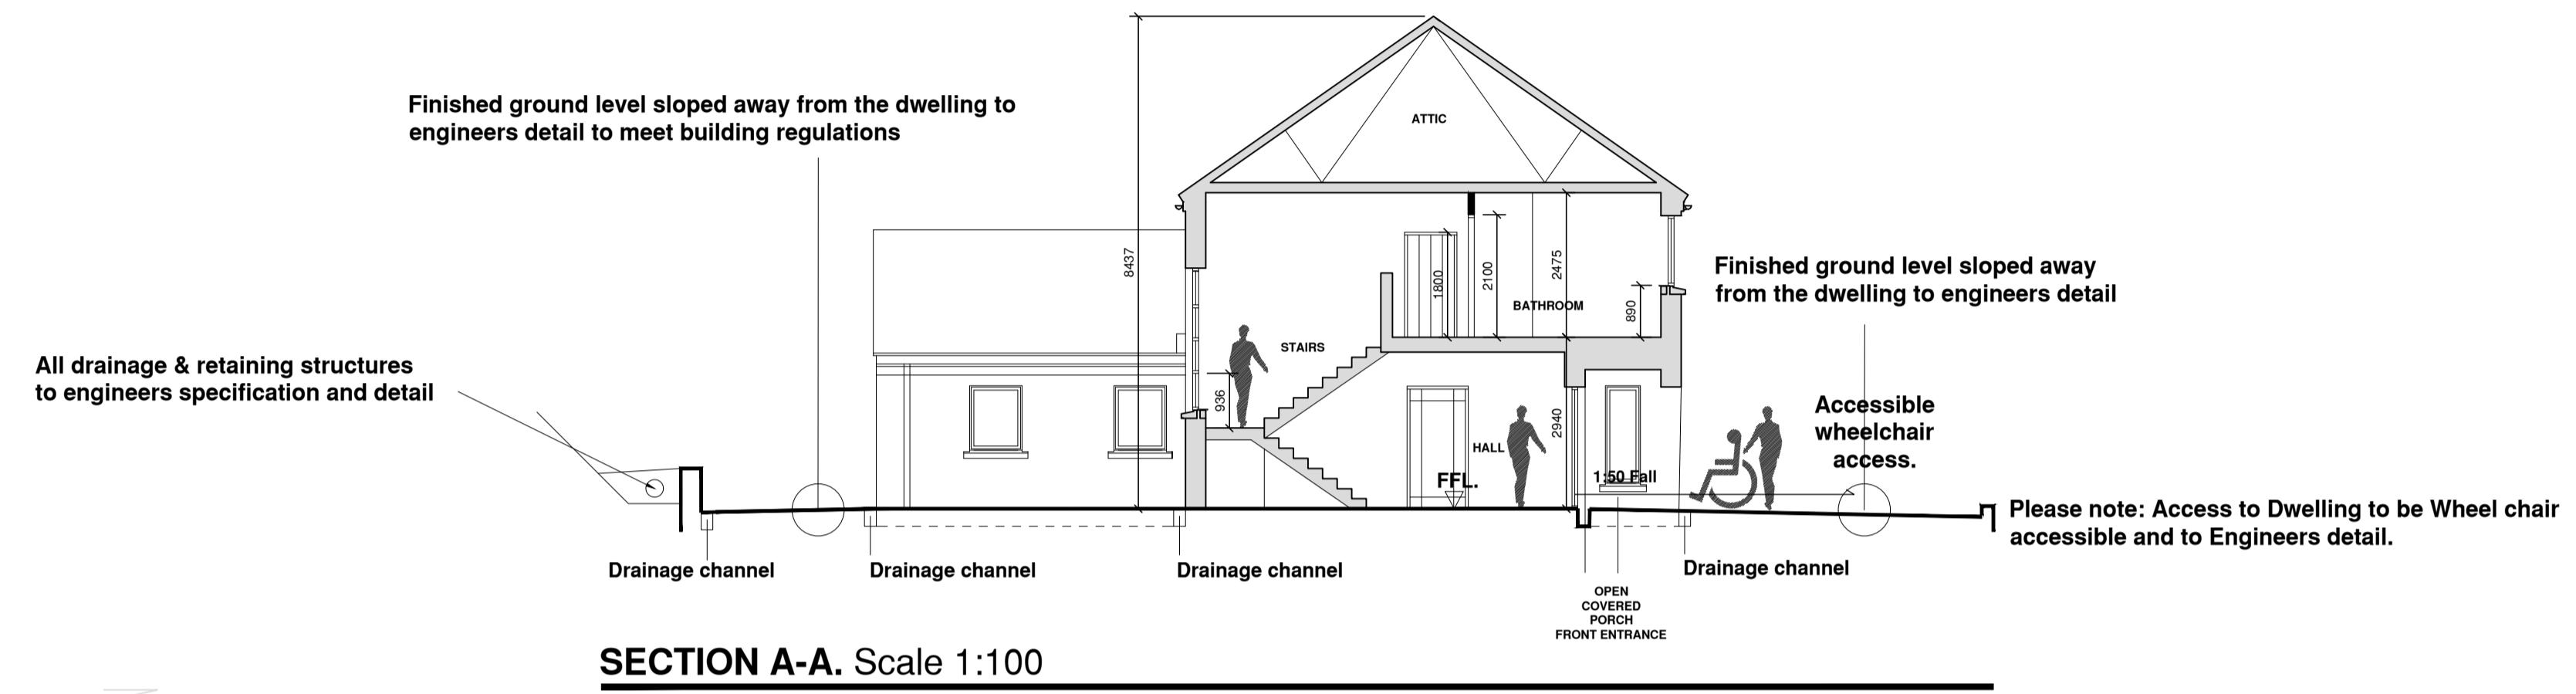 Finished ground level sloped away from the dwelling to
engineers detail to meet building regulations
ATTIC
8437
1800
2100
2475
BATHROOM
890
Finished ground level sloped away
from the dwelling to engineers detail
All drainage & retaining structures
to engineers specification and detail
STAIRS
936
2940
HALL
FFL.
1:50 Fall
Accessible
wheelchair
access.
Please note: Access to Dwelling to be Wheel chair
accessible and to Engineers detail.
Drainage channel
Drainage channel
Drainage channel
Drainage channel
OPEN
COVERED
PORCH
FRONT ENTRANCE
SECTION A-A. Scale 1:100